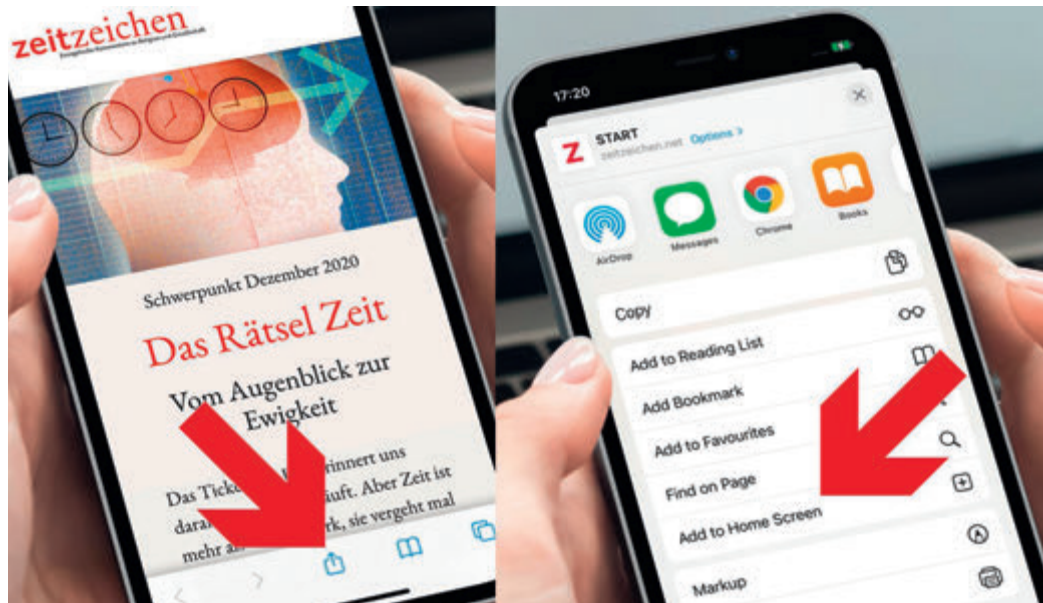 zeitzeichen
Schwerpunkt Dezember 2020
Das Rätsel Zeit
Vom Augenblick zur
Ewigkeit
Das rinnert uns
Aber Zeit ist
sie vergeht mal
mehr
17:20
START
zeitzeichen.net Options >
AirDrop
Messages
Chrome
Books
Copy
Add to Reading List
Add Bookmark
Add to Favourites
Find on Page
Add to Home Screen
Markup